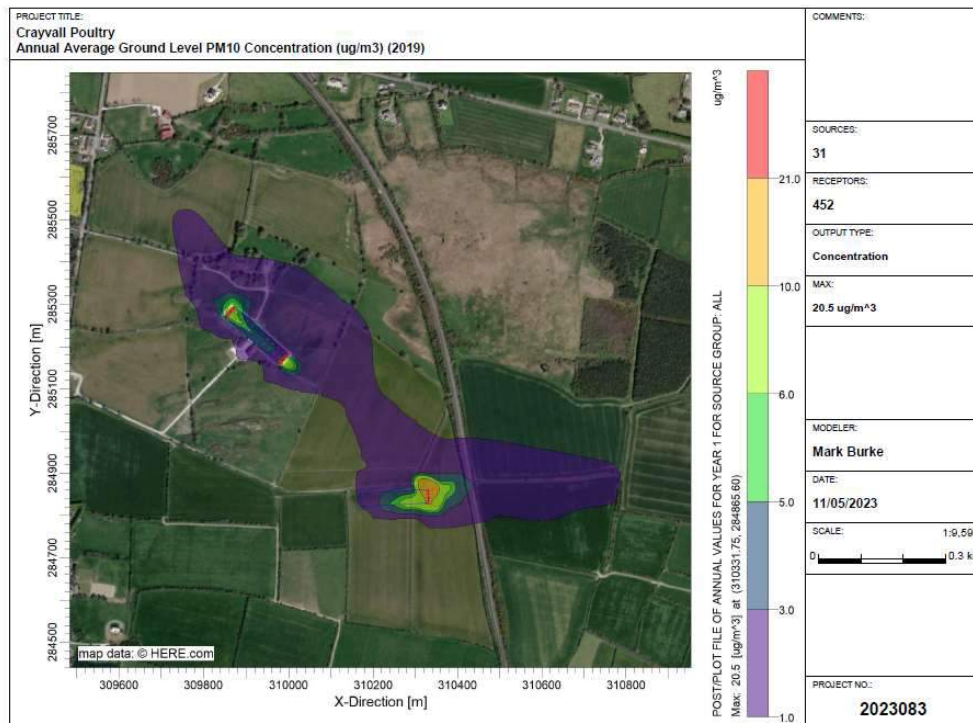 PROJECT TITLE:
Crayvall Poultry
Annual Average Ground Level PM10 Concentration (ug/m3) (2019)
Y-Direction [m]
285700
285500
285300
285100
284900
284700
284500
map data: © HERE.com
309600
309800
310000
310200
310400
310600
310800
X-Direction [m]
ug/m^3
21.0
10.0
6.0
5.0
3.0
1.0
POST/PLOT FILE OF ANNUAL VALUES FOR YEAR 1 FOR SOURCE GROUP: ALL
Max: 20.5 [ug/m^3] at (310331.75, 284865.60)
COMMENTS:
SOURCES:
31
RECEPTORS:
452
OUTPUT TYPE:
Concentration
MAX:
20.5 ug/m^3
MODELER:
Mark Burke
DATE:
11/05/2023
SCALE:
1:9,59
0
0.3 k
PROJECT NO.:
2023083